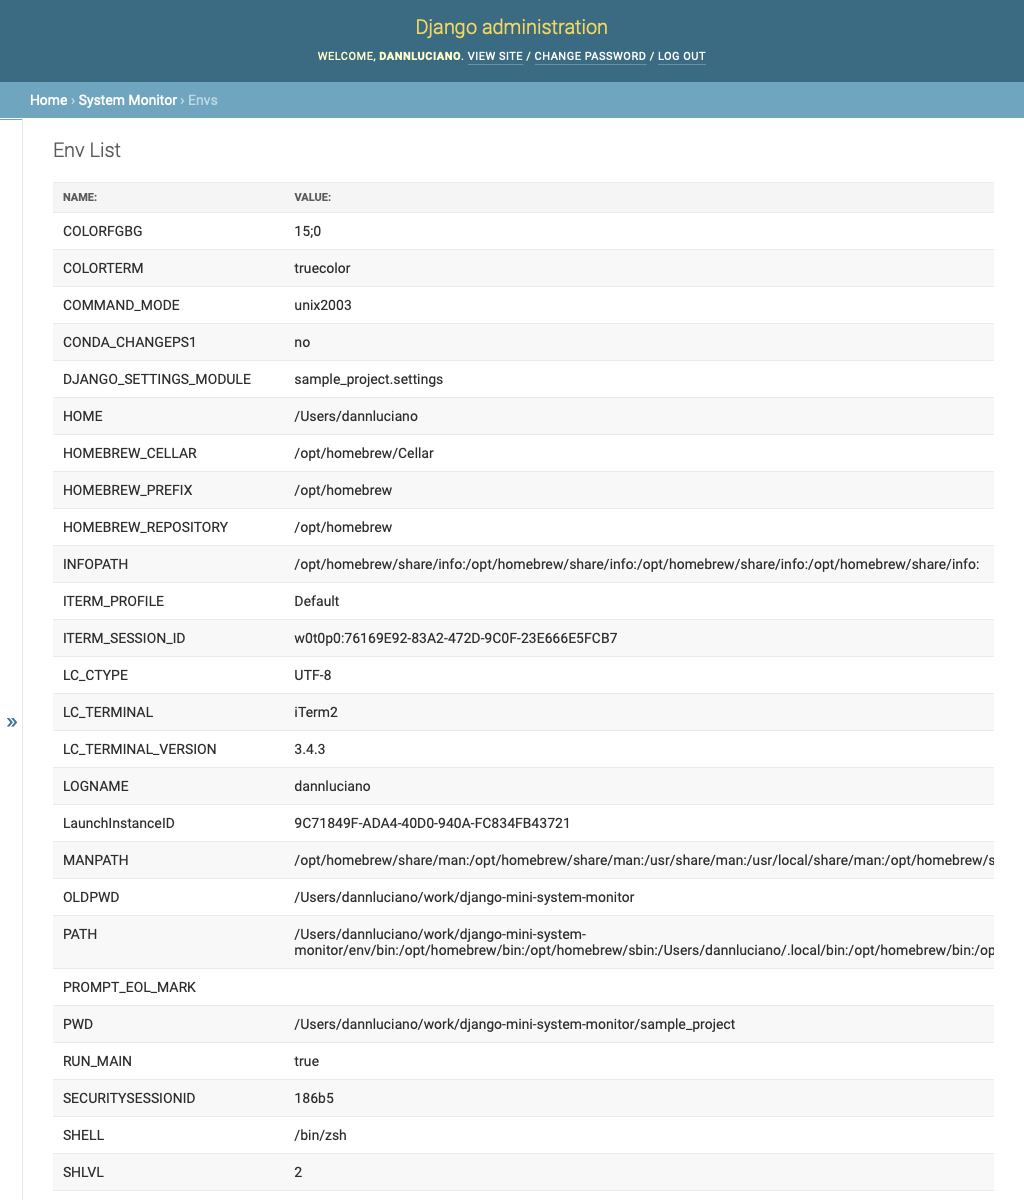 Django administration
WELCOME, DANNLUCIANO. VIEW SITE / CHANGE PASSWORD / LOG OUT
Home › System Monitor › Envs
Env List
NAME: VALUE:
COLORFGBG 15;0
COLORTERM truecolor
COMMAND_MODE unix2003
CONDA_CHANGEPS1 no
DJANGO_SETTINGS_MODULE sample_project.settings
HOME /Users/dannluciano
HOMEBREW_CELLAR /opt/homebrew/Cellar
HOMEBREW_PREFIX /opt/homebrew
HOMEBREW_REPOSITORY /opt/homebrew
INFOPATH /opt/homebrew/share/info:/opt/homebrew/share/info:/opt/homebrew/share/info:/opt/homebrew/share/info:
ITERM_PROFILE Default
ITERM_SESSION_ID w0t0p0:76169E92-83A2-472D-9C0F-23E666E5FCB7
LC_CTYPE UTF-8
LC_TERMINAL iTerm2
»
LC_TERMINAL_VERSION 3.4.3
LOGNAME dannluciano
LaunchInstanceID 9C71849F-ADA4-40D0-940A-FC834FB43721
MANPATH /opt/homebrew/share/man:/opt/homebrew/share/man:/usr/share/man:/usr/local/share/man:/opt/homebrew/s
OLDPWD /Users/dannluciano/work/django-mini-system-monitor
PATH /Users/dannluciano/work/django-mini-system-
monitor/env/bin:/opt/homebrew/bin:/opt/homebrew/sbin:/Users/dannluciano/.local/bin:/opt/homebrew/bin:/op
PROMPT_EOL_MARK
PWD /Users/dannluciano/work/django-mini-system-monitor/sample_project
RUN_MAIN true
SECURITYSESSIONID 186b5
SHELL /bin/zsh
SHLVL 2